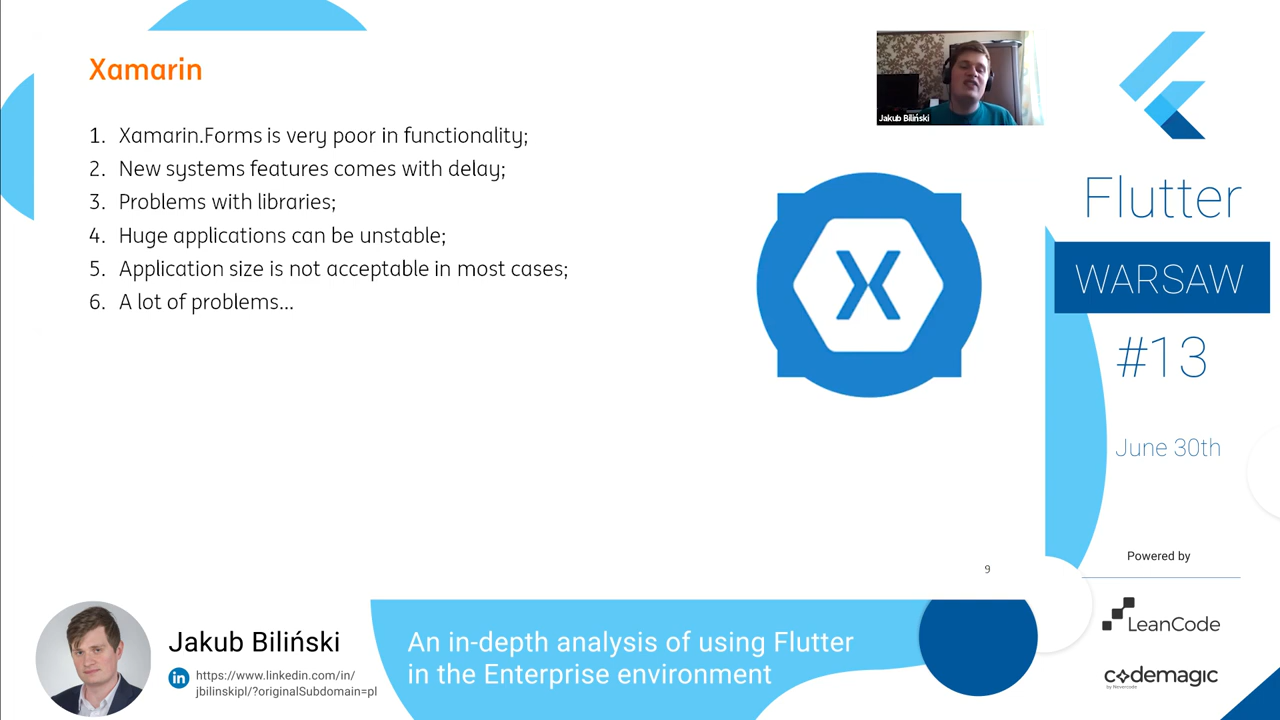 Xamarin
1. Xamarin.Forms is very poor in functionality;
2. New systems features comes with delay;
3. Problems with libraries;
4. Huge applications can be unstable;
5. Application size is not acceptable in most cases;
6. A lot of problems...
9
Jakub Biliński
Flutter
WARSAW
#13
June 30th
Powered by
LeanCode
codemagic
by Nevercode
Jakub Biliński
in
https://www.linkedin.com/in/
jbilinskipl/?originalSubdomain=pl
An in-depth analysis of using Flutter
in the Enterprise environment